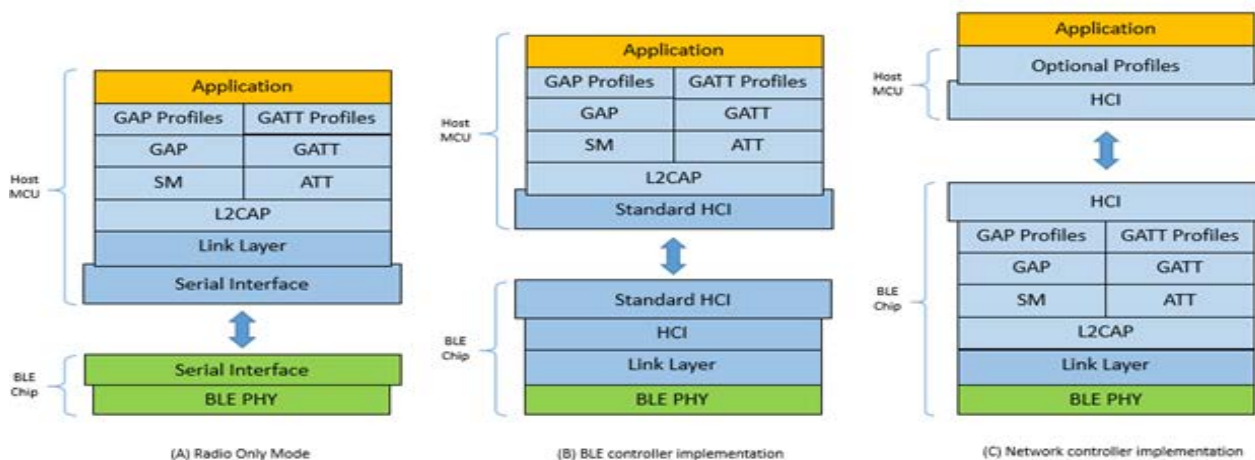 Application
GAP Profiles GATT Profiles
GAP GATT
SM ATT
L2CAP
Link Layer
Serial Interface
Host
MCU
Serial Interface
BLE PHY
BLE
Chip
(A) Radio Only Mode
Application
GAP Profiles GATT Profiles
GAP GATT
SM ATT
L2CAP
Standard HCI
Host
MCU
Standard HCI
HCI
Link Layer
BLE PHY
BLE
Chip
(B) BLE controller implementation
Application
Optional Profiles
HCI
Host
MCU
HCI
GAP Profiles GATT Profiles
GAP GATT
SM ATT
L2CAP
Link Layer
BLE PHY
BLE
Chip
(C) Network controller implementation